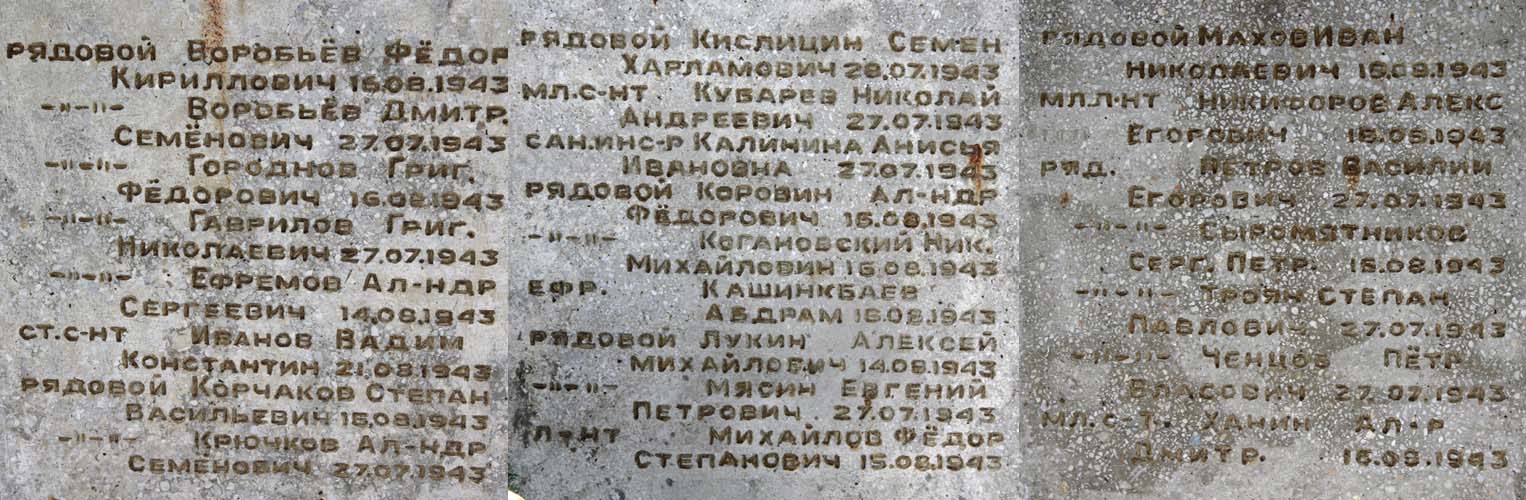 РЯДОВОЙ ВОРОБЬЁВ ФЁДОР
КИРИЛЛОВИЧ 16.08.1943
-"-"- ВОРОБЬЁВ ДМИТР.
СЕМЁНОВИЧ 27.07.1943
-"-"- ГОРОДНОВ ГРИГ.
ФЁДОРОВИЧ 16.08.1943
-"-"- ГАВРИЛОВ ГРИГ.
НИКОЛАЕВИЧ 27.07.1943
-"-"- ЕФРЕМОВ АЛ-НДР
СЕРГЕЕВИЧ 14.08.1943
СТ.С-НТ ИВАНОВ ВАДИМ
КОНСТАНТИН 21.08.1943
РЯДОВОЙ КОРЧАКОВ СТЕПАН
ВАСИЛЬЕВИЧ 15.08.1943
-"-"- КРЮЧКОВ АЛ-НДР
СЕМЁНОВИЧ 27.07.1943
РЯДОВОЙ КИСЛИЦИН СЕМЕН
ХАРЛАМОВИЧ 28.07.1943
МЛ.С-НТ КУБАРЕВ НИКОЛАЙ
АНДРЕЕВИЧ 27.07.1943
САН.ИНС-Р КАЛИНИНА АНИСЬЯ
ИВАНОВНА 27.07.1943
РЯДОВОЙ КОРОВИН АЛ-НДР
ФЁДОРОВИЧ 15.08.1943
-"-"- КОГАНОВСКИЙ НИК.
МИХАЙЛОВИЧ 16.08.1943
ЕФР. КАШИНКБАЕВ
АБДРАМ 16.08.1943
РЯДОВОЙ ЛУКИН АЛЕКСЕЙ
МИХАЙЛОВИЧ 14.08.1943
-"-"- МЯСИН ЕВГЕНИЙ
ПЕТРОВИЧ 27.07.1943
Л-НТ МИХАЙЛОВ ФЁДОР
СТЕПАНОВИЧ 15.08.1943
РЯДОВОЙ МАХОВ ИВАН
НИКОЛАЕВИЧ 16.08.1943
МЛ.Л-НТ НИКИФОРОВ АЛЕКС
ЕГОРОВИЧ 18.08.1943
РЯД. ПЕТРОВ ВАСИЛИЙ
ЕГОРОВИЧ 27.07.1943
-"-"- СЫРОМЯТНИКОВ
СЕРГ. ПЕТР. 15.08.1943
-"-"- ТРОЯН СТЕПАН
ПАВЛОВИЧ 27.07.1943
-"-"- ЧЕНЦОВ ПЁТР
ВЛАСОВИЧ 27.07.1943
МЛ.С-Т. ХАНИН АЛ-Р
ДМИТР. 16.08.1943